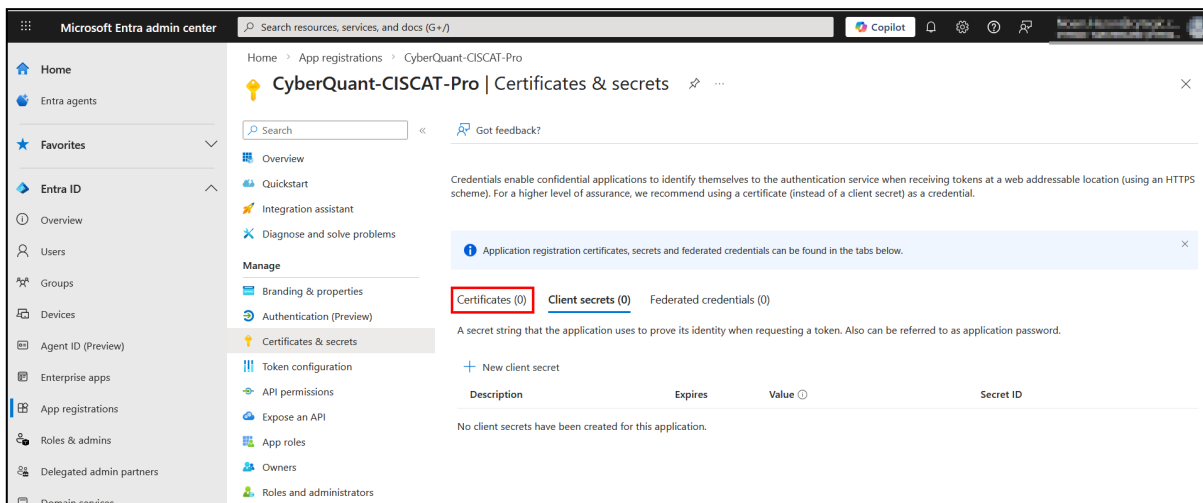 Microsoft Entra admin center
Search resources, services, and docs (G+/)
Copilot
Home
Entra agents
Favorites
Entra ID
Overview
Users
Groups
Devices
Agent ID (Preview)
Enterprise apps
App registrations
Roles & admins
Delegated admin partners
Domain services
Home > App registrations > CyberQuant-CISCAT-Pro
CyberQuant-CISCAT-Pro | Certificates & secrets
Search
Overview
Quickstart
Integration assistant
Diagnose and solve problems
Manage
Branding & properties
Authentication (Preview)
Certificates & secrets
Token configuration
API permissions
Expose an API
App roles
Owners
Roles and administrators
Got feedback?
Credentials enable confidential applications to identify themselves to the authentication service when receiving tokens at a web addressable location (using an HTTPS
scheme). For a higher level of assurance, we recommend using a certificate (instead of a client secret) as a credential.
Application registration certificates, secrets and federated credentials can be found in the tabs below.
Certificates (0) Client secrets (0) Federated credentials (0)
A secret string that the application uses to prove its identity when requesting a token. Also can be referred to as application password.
New client secret
Description Expires Value Secret ID
No client secrets have been created for this application.